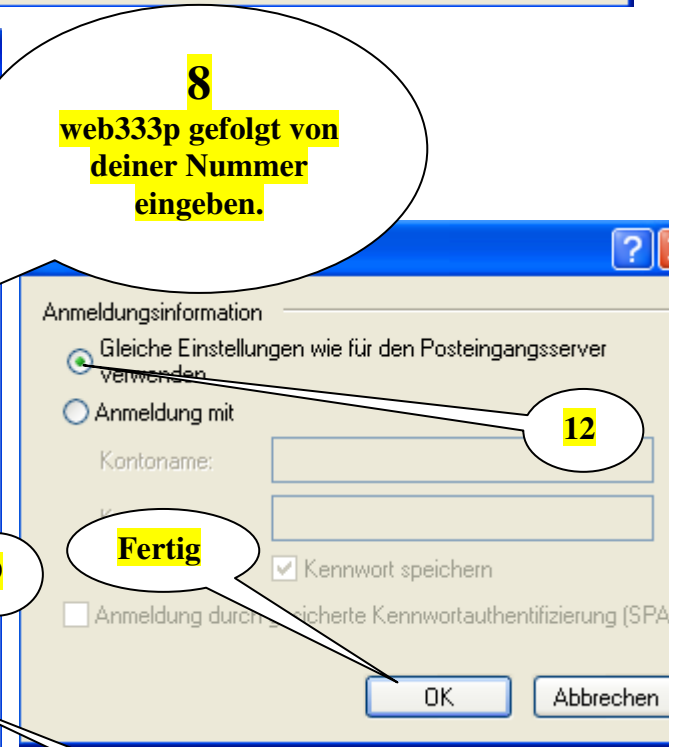 8
web333p gefolgt von
deiner Nummer
eingeben.
?
Anmeldungsinformation
Gleiche Einstellungen wie für den Posteingangsserver
verwenden
Anmeldung mit
12
Kontoname:
Fertig
Kennwort speichern
Anmeldung durch gesicherte Kennwortauthentifizierung (SPA
OK
Abbrechen